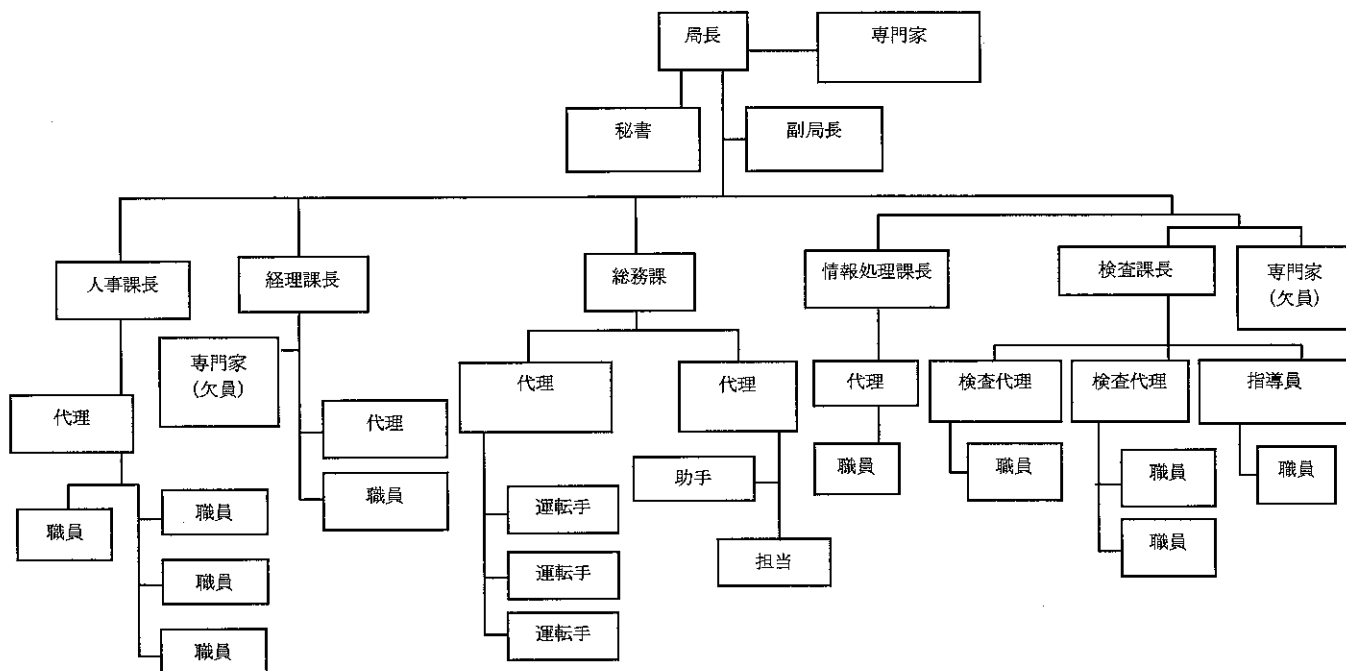 局長
専門家
秘書
副局長
人事課長
経理課長
総務課
情報処理課長
検査課長
専門家
(欠員)
専門家
(欠員)
代理
代理
代理
検査代理
検査代理
指導員
代理
代理
職員
職員
助手
職員
職員
職員
職員
職員
職員
運転手
職員
担当
職員
運転手
職員
運転手